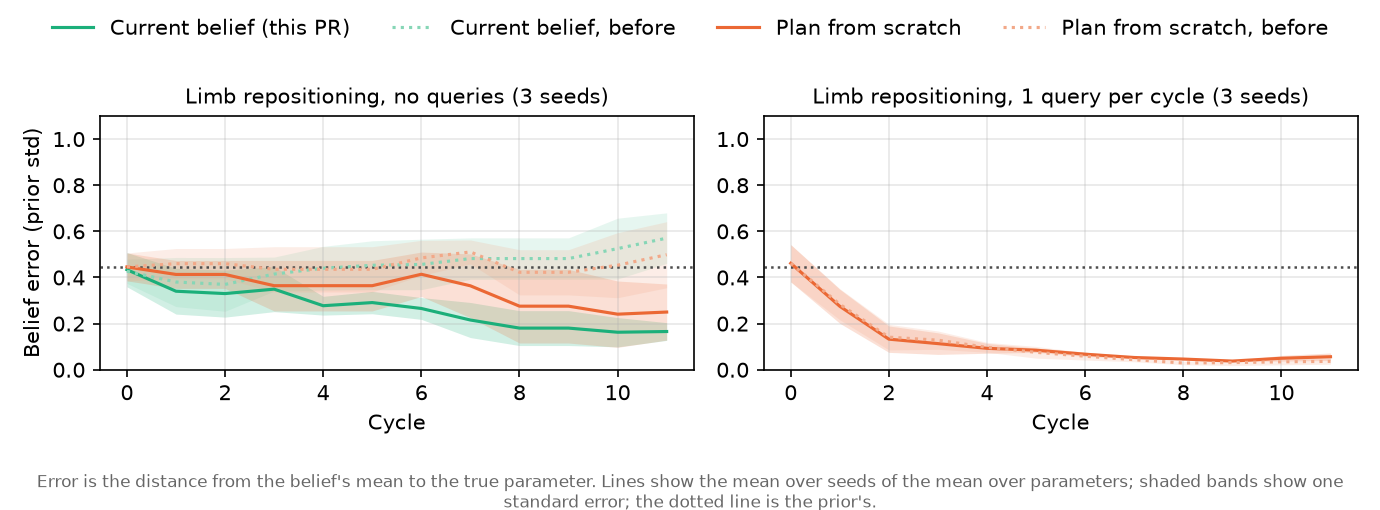 Current belief (this PR)
Current belief, before
Plan from scratch
Plan from scratch, before
Limb repositioning, no queries (3 seeds)
Limb repositioning, 1 query per cycle (3 seeds)
Belief error (prior std)
1.0
0.8
0.6
0.4
0.2
0.0
0 2 4 6 8 10
Cycle
1.0
0.8
0.6
0.4
0.2
0.0
0 2 4 6 8 10
Cycle
Error is the distance from the belief's mean to the true parameter. Lines show the mean over seeds of the mean over parameters; shaded bands show one
standard error; the dotted line is the prior's.